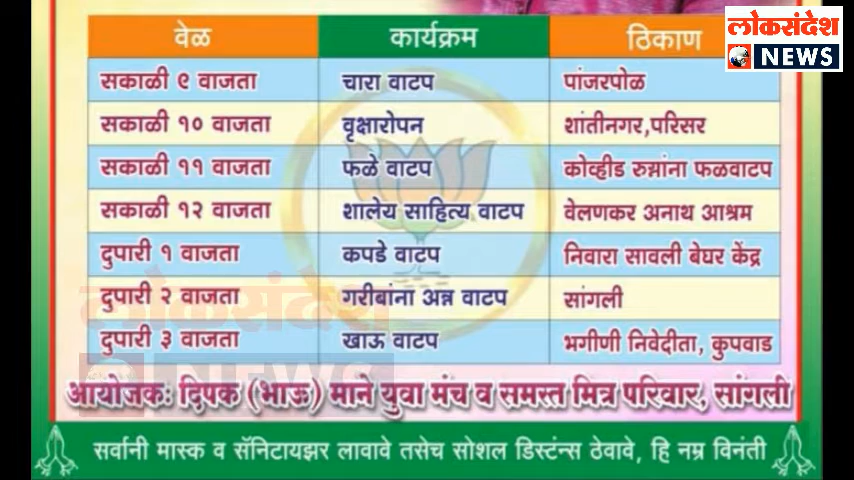 लोकसंदेश
NEWS
वेळ कार्यक्रम ठिकाण
सकाळी ९ वाजता चारा वाटप पांजरपोळ
सकाळी १० वाजता वृक्षारोपन शांतीनगर,परिसर
सकाळी ११ वाजता फळे वाटप कोव्हीड रुग्नांना फळवाटप
सकाळी १२ वाजता शालेय साहित्य वाटप वेलणकर अनाथ आश्रम
दुपारी १ वाजता कपडे वाटप निवारा सावली बेघर केंद्र
दुपारी २ वाजता गरीबांना अन्न वाटप सांगली
दुपारी ३ वाजता खाऊ वाटप भगीणी निवेदीता, कुपवाड
लोकसंदेश
NEWS
आयोजकः दिपक (भाऊ) माने युवा मंच व समस्त मित्र परिवार, सांगली
सर्वानी मास्क व सॅनिटायझर लावावे तसेच सोशल डिस्टंन्स ठेवावे, हि नम्र विनंती